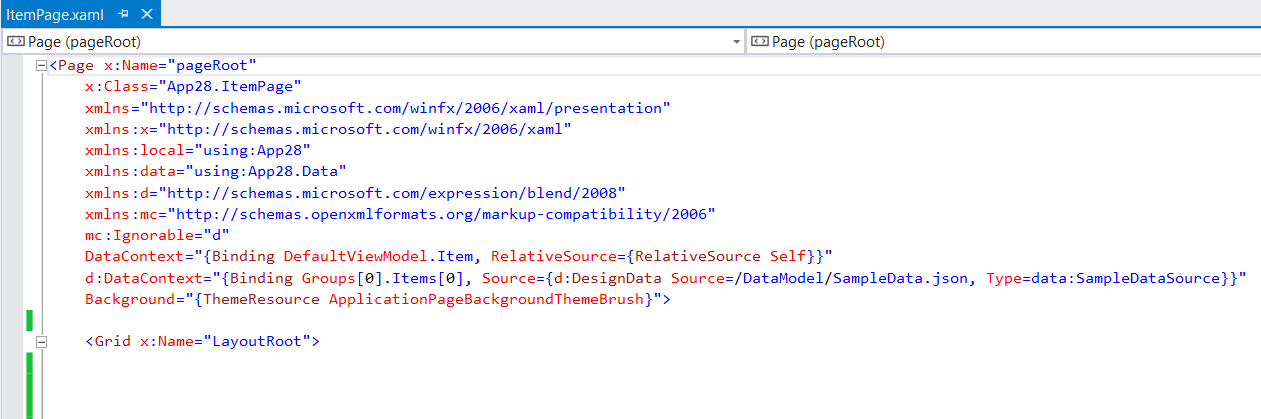 ItemPage.xaml
Page (pageRoot) Page (pageRoot)
<Page x:Name="pageRoot"
x:Class="App28.ItemPage"
xmlns="http://schemas.microsoft.com/winfx/2006/xaml/presentation"
xmlns:x="http://schemas.microsoft.com/winfx/2006/xaml"
xmlns:local="using:App28"
xmlns:data="using:App28.Data"
xmlns:d="http://schemas.microsoft.com/expression/blend/2008"
xmlns:mc="http://schemas.openxmlformats.org/markup-compatibility/2006"
mc:Ignorable="d"
DataContext="{Binding DefaultViewModel.Item, RelativeSource={RelativeSource Self}}"
d:DataContext="{Binding Groups[0].Items[0], Source={d:DesignData Source=/DataModel/SampleData.json, Type=data:SampleDataSource}}"
Background="{ThemeResource ApplicationPageBackgroundThemeBrush}">
<Grid x:Name="LayoutRoot">